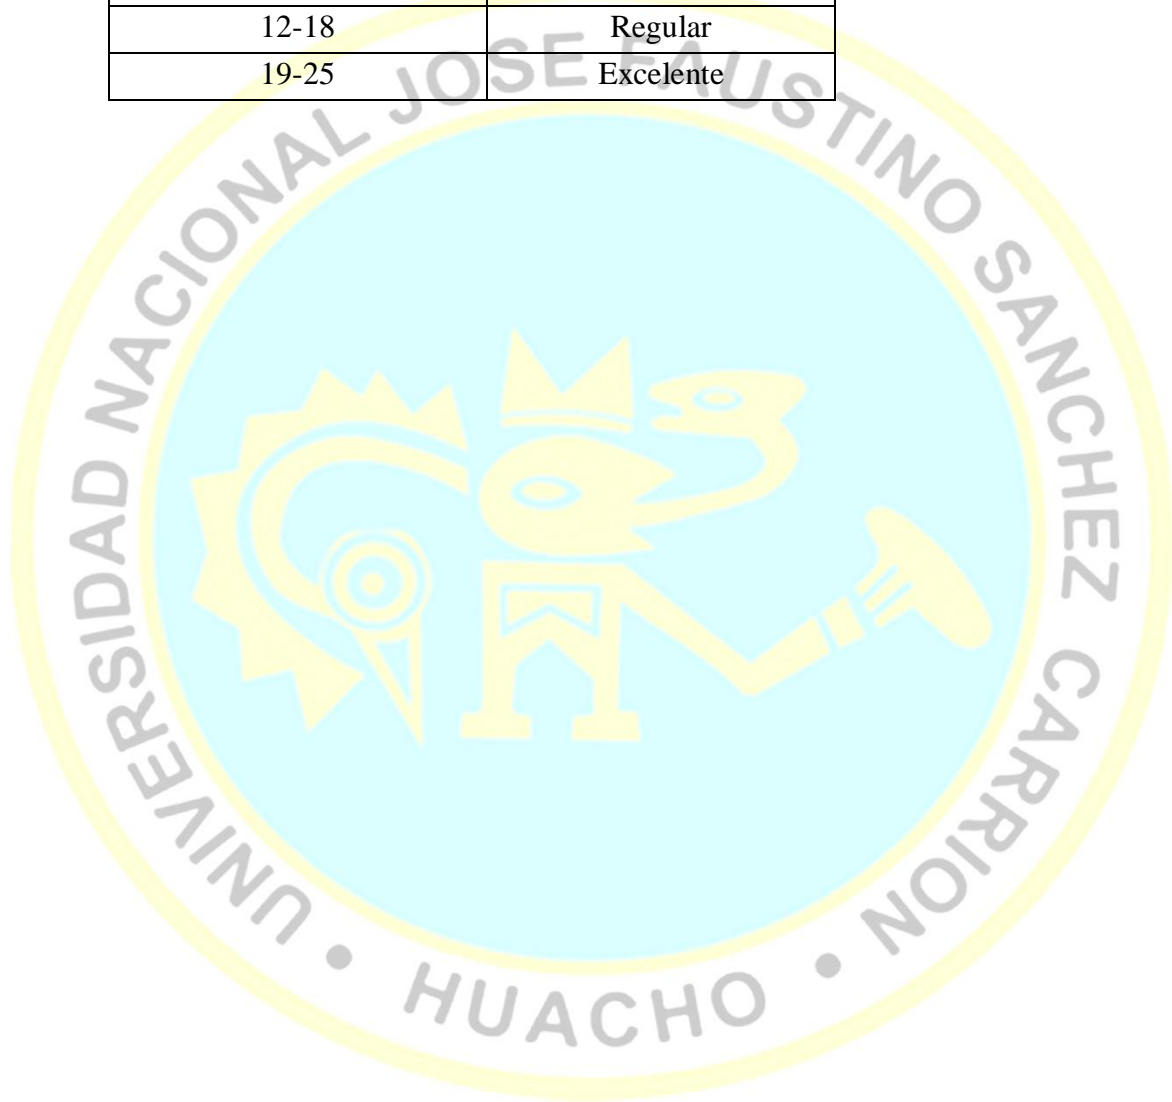 12-18 Regular
19-25 Excelente
UNIVERSIDAD NACIONAL JOSE FAUSTINO SANCHEZ CARRION • HUACHO •